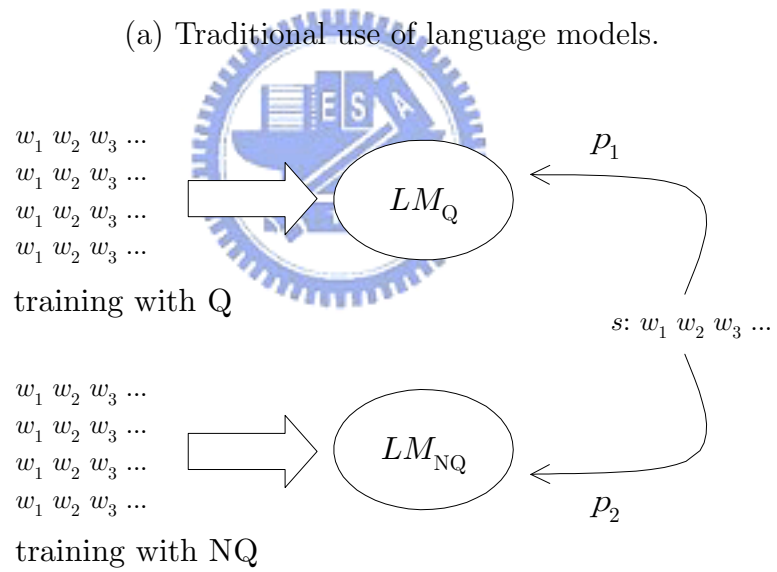 (a) Traditional use of language models.
E S A
w₁ w₂ w₃ ...
w₁ w₂ w₃ ...
w₁ w₂ w₃ ...
w₁ w₂ w₃ ...
training with Q
LM_Q
p₁
s: w₁ w₂ w₃ ...
w₁ w₂ w₃ ...
w₁ w₂ w₃ ...
w₁ w₂ w₃ ...
w₁ w₂ w₃ ...
training with NQ
LM_NQ
p₂